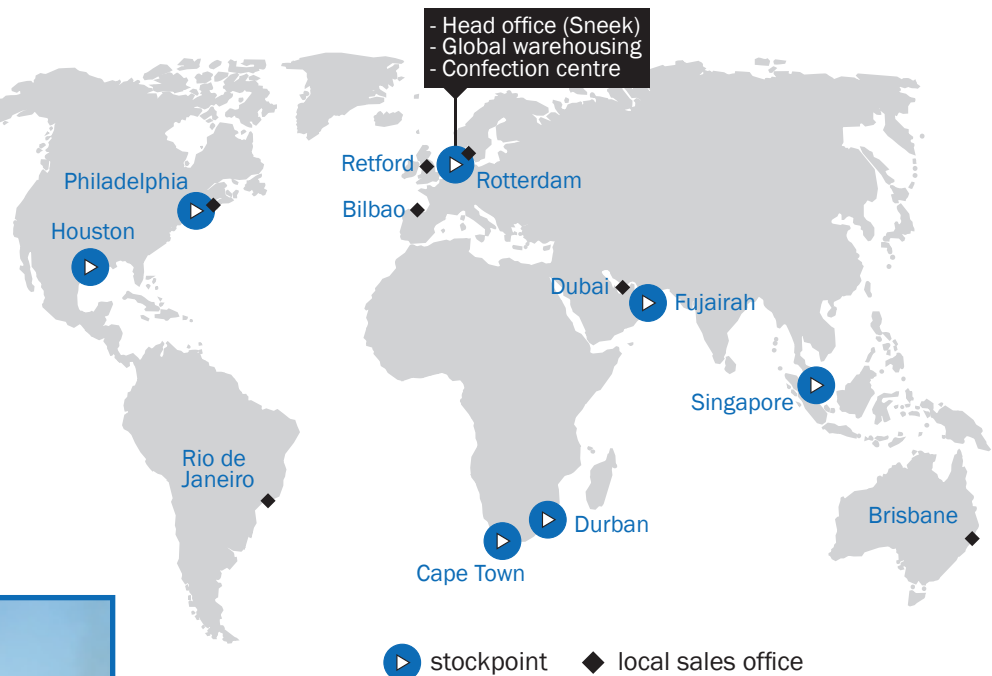 - Head office (Sneek)
- Global warehousing
- Confection centre
Retford
Rotterdam
Philadelphia
Bilbao
Houston
Dubai
Fujairah
Singapore
Rio de
Janeiro
Brisbane
Durban
Cape Town
stockpoint
local sales office